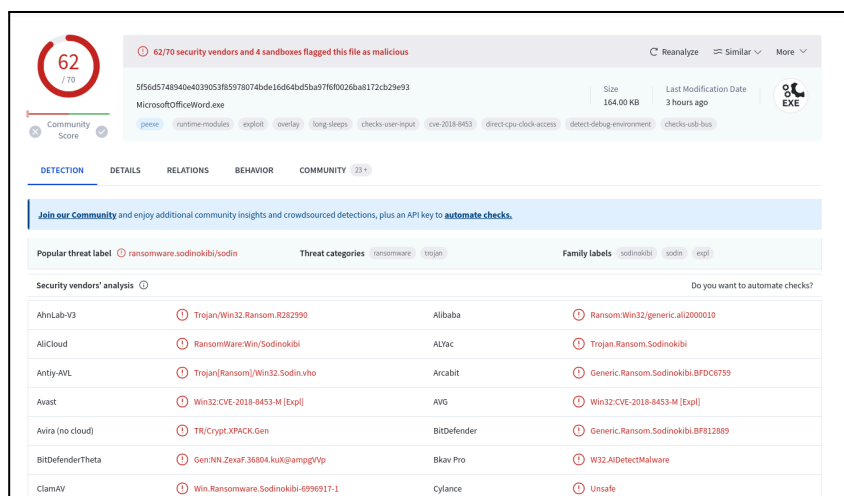 62
/ 70
Community
Score
62/70 security vendors and 4 sandboxes flagged this file as malicious
Reanalyze Similar More
5f56d5748940e4039053f85978074bde16d64bd5ba97f6f0026ba8172cb29e93
MicrosoftOfficeWord.exe
Size
164.00 KB
Last Modification Date
3 hours ago
EXE
peexe runtime-modules exploit overlay long-sleeps checks-user-input cve-2018-8453 direct-cpu-clock-access detect-debug-environment checks-usb-bus
DETECTION DETAILS RELATIONS BEHAVIOR COMMUNITY 23+
Join our Community and enjoy additional community insights and crowdsourced detections, plus an API key to automate checks.
Popular threat label ransomware.sodinokibi/sodin Threat categories ransomware trojan Family labels sodinokibi sodin expl
Security vendors' analysis Do you want to automate checks?
AhnLab-V3 Trojan/Win32.Ransom.R282990 Alibaba Ransom:Win32/generic.ali2000010
AliCloud RansomWare:Win/Sodinokibi ALYac Trojan.Ransom.Sodinokibi
Antiy-AVL Trojan[Ransom]/Win32.Sodin.vho Arcabit Generic.Ransom.Sodinokibi.BFDC6759
Avast Win32:CVE-2018-8453-M [Expl] AVG Win32:CVE-2018-8453-M [Expl]
Avira (no cloud) TR/Crypt.XPACK.Gen BitDefender Generic.Ransom.Sodinokibi.BF812889
BitDefenderTheta Gen:NN.ZexaF.36804.kuX@ampgVVp Bkav Pro W32.AIDetectMalware
ClamAV Win.Ransomware.Sodinokibi-6996917-1 Cylance Unsafe